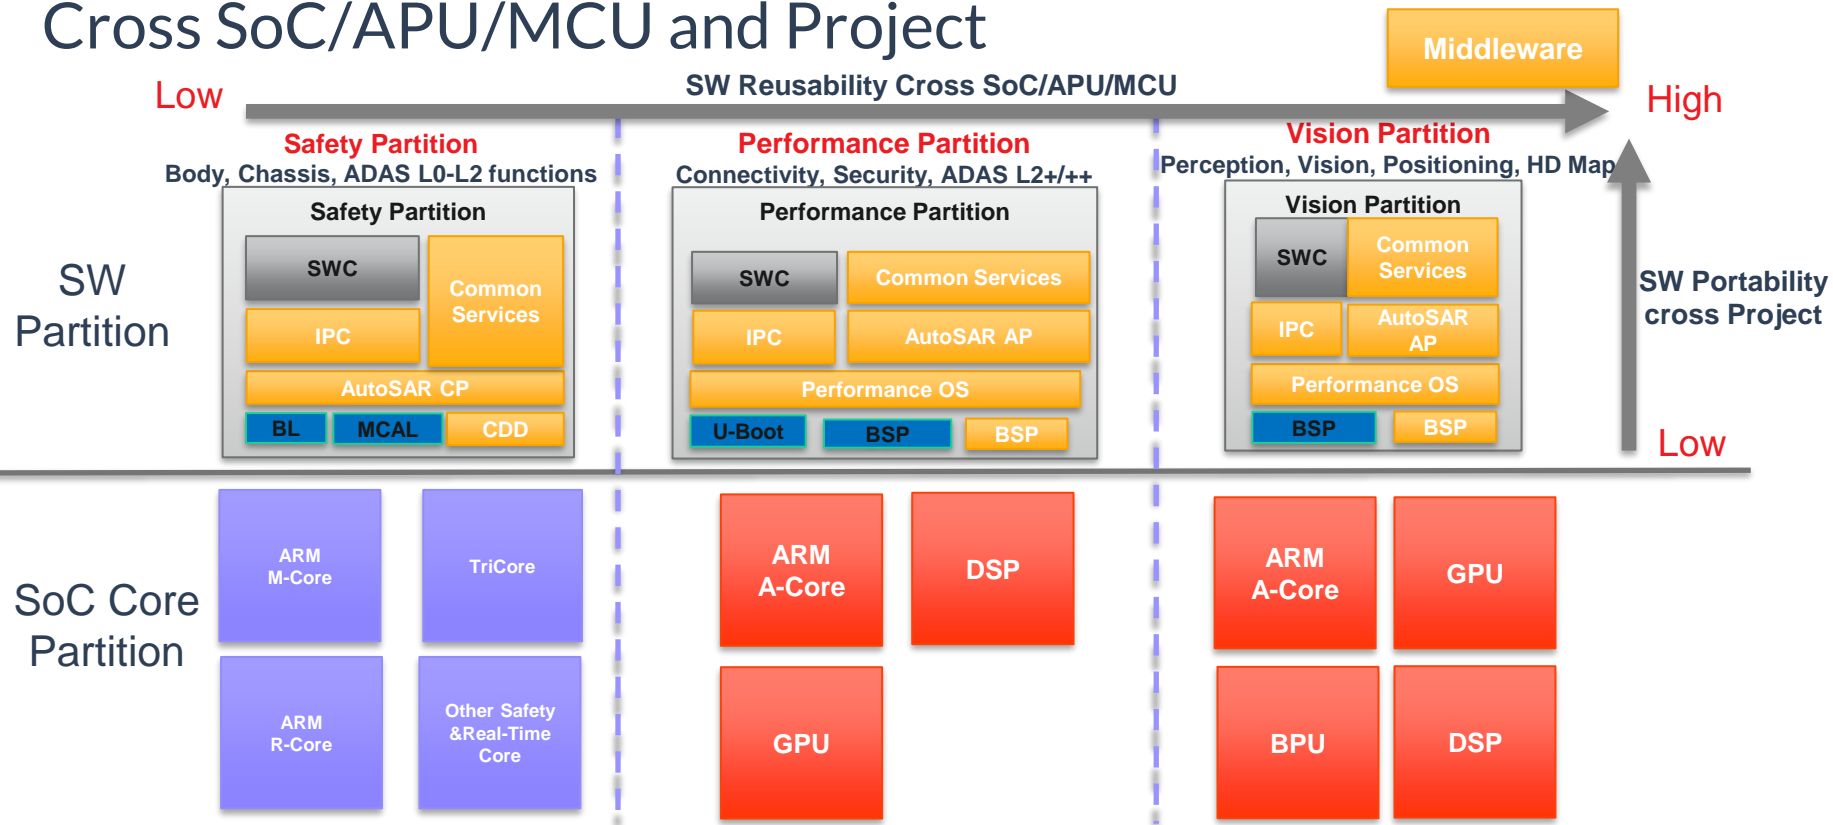 Cross SoC/APU/MCU and Project
Middleware
SW Reusability Cross SoC/APU/MCU
Low
High
Safety Partition
Body, Chassis, ADAS L0-L2 functions
Performance Partition
Connectivity, Security, ADAS L2+/++
Vision Partition
Perception, Vision, Positioning, HD Map
SW
Partition
Safety Partition
SWC
Common
Services
IPC
AutoSAR CP
BL
MCAL
CDD
Performance Partition
SWC
Common Services
IPC
AutoSAR AP
Performance OS
U-Boot
BSP
BSP
Vision Partition
SWC
Common
Services
IPC
AutoSAR
AP
Performance OS
BSP
BSP
SW Portability
cross Project
Low
SoC Core
Partition
ARM
M-Core
TriCore
ARM
R-Core
Other Safety
&Real-Time
Core
ARM
A-Core
DSP
GPU
ARM
A-Core
GPU
BPU
DSP